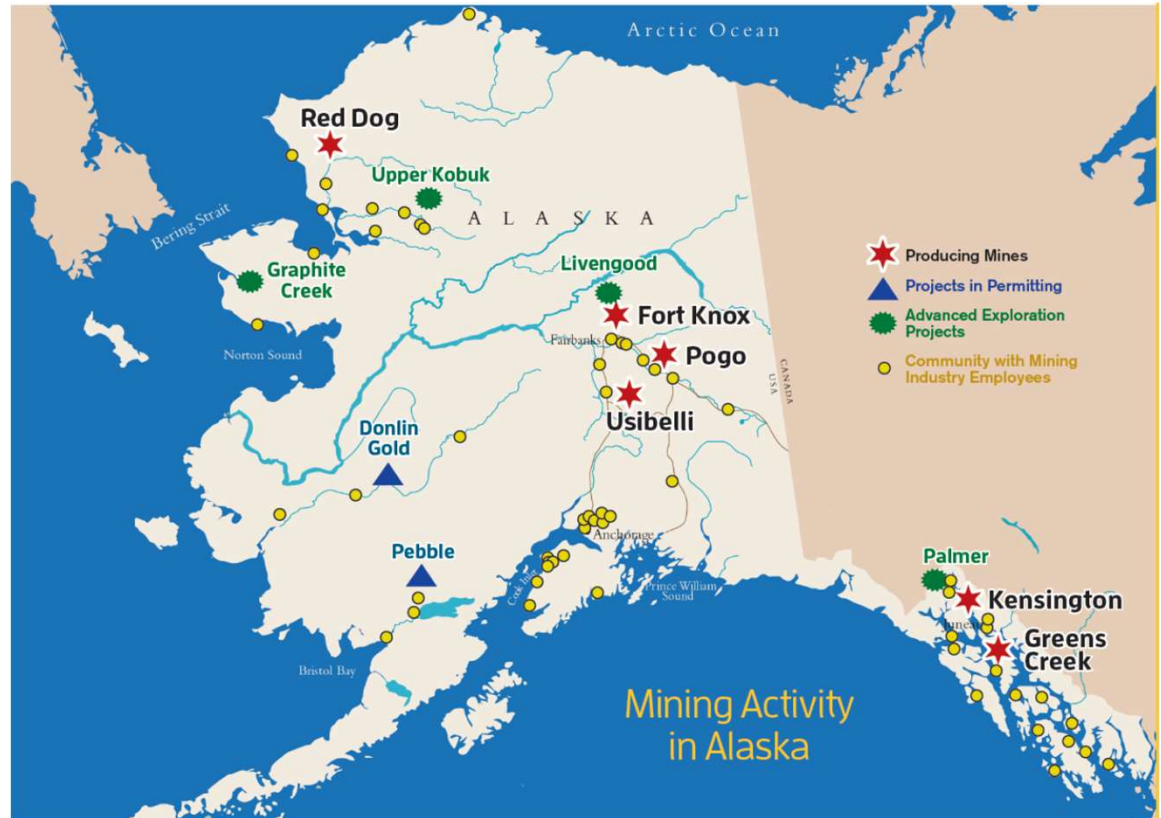 Arctic Ocean
Red Dog
Upper Kobuk
Bering Strait
A L A S K A
Graphite
Creek
Livengood
Fort Knox
Fairbanks
Pogo
Norton Sound
Usibelli
CANADA
USA
Producing Mines
Projects in Permitting
Advanced Exploration
Projects
Community with Mining
Industry Employees
Donlin
Gold
Anchorage
Pebble
Cook Inlet
Prince William
Sound
Palmer
Kensington
Juneau
Greens
Creek
Bristol Bay
Mining Activity
in Alaska